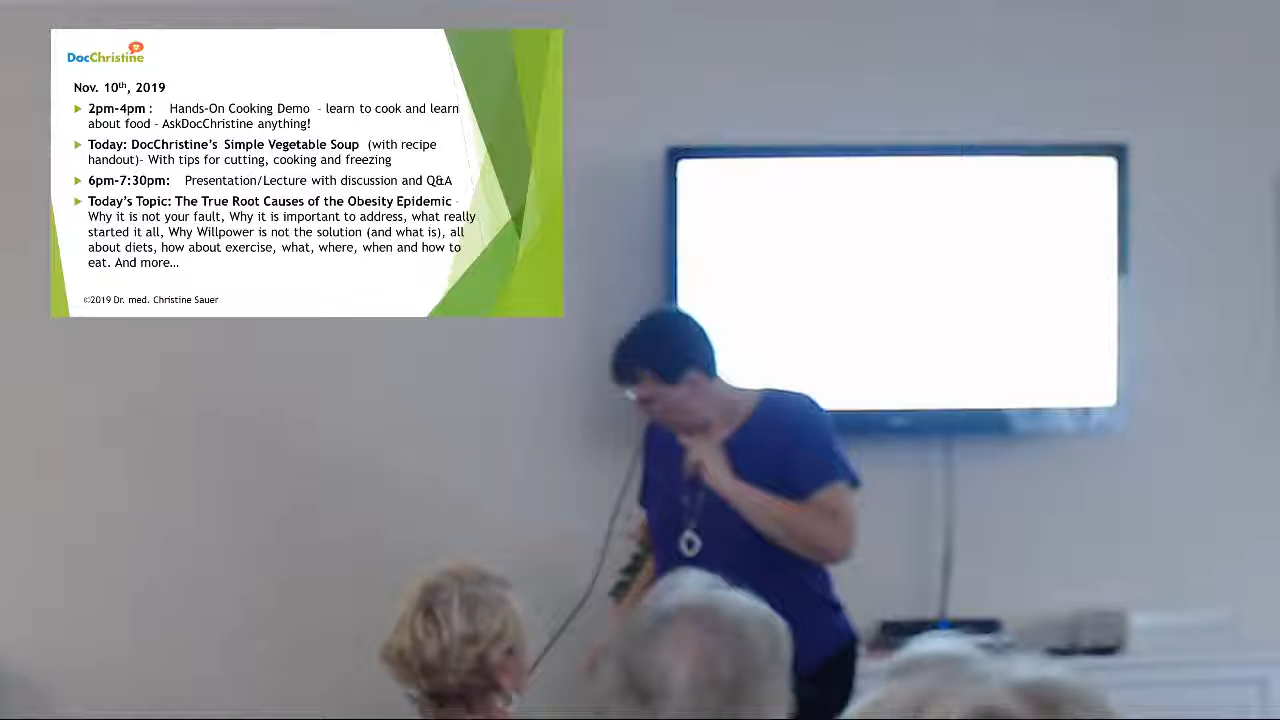 DocChristine
Nov. 10th, 2019
2pm-4pm : Hands-On Cooking Demo - learn to cook and learn
about food - AskDocChristine anything!
Today: DocChristine's Simple Vegetable Soup (with recipe
handout)- With tips for cutting, cooking and freezing
6pm-7:30pm: Presentation/Lecture with discussion and Q&A
Today's Topic: The True Root Causes of the Obesity Epidemic -
Why it is not your fault, Why it is important to address, what really
started it all, Why Willpower is not the solution (and what is), all
about diets, how about exercise, what, where, when and how to
eat. And more…
©2019 Dr. med. Christine Sauer